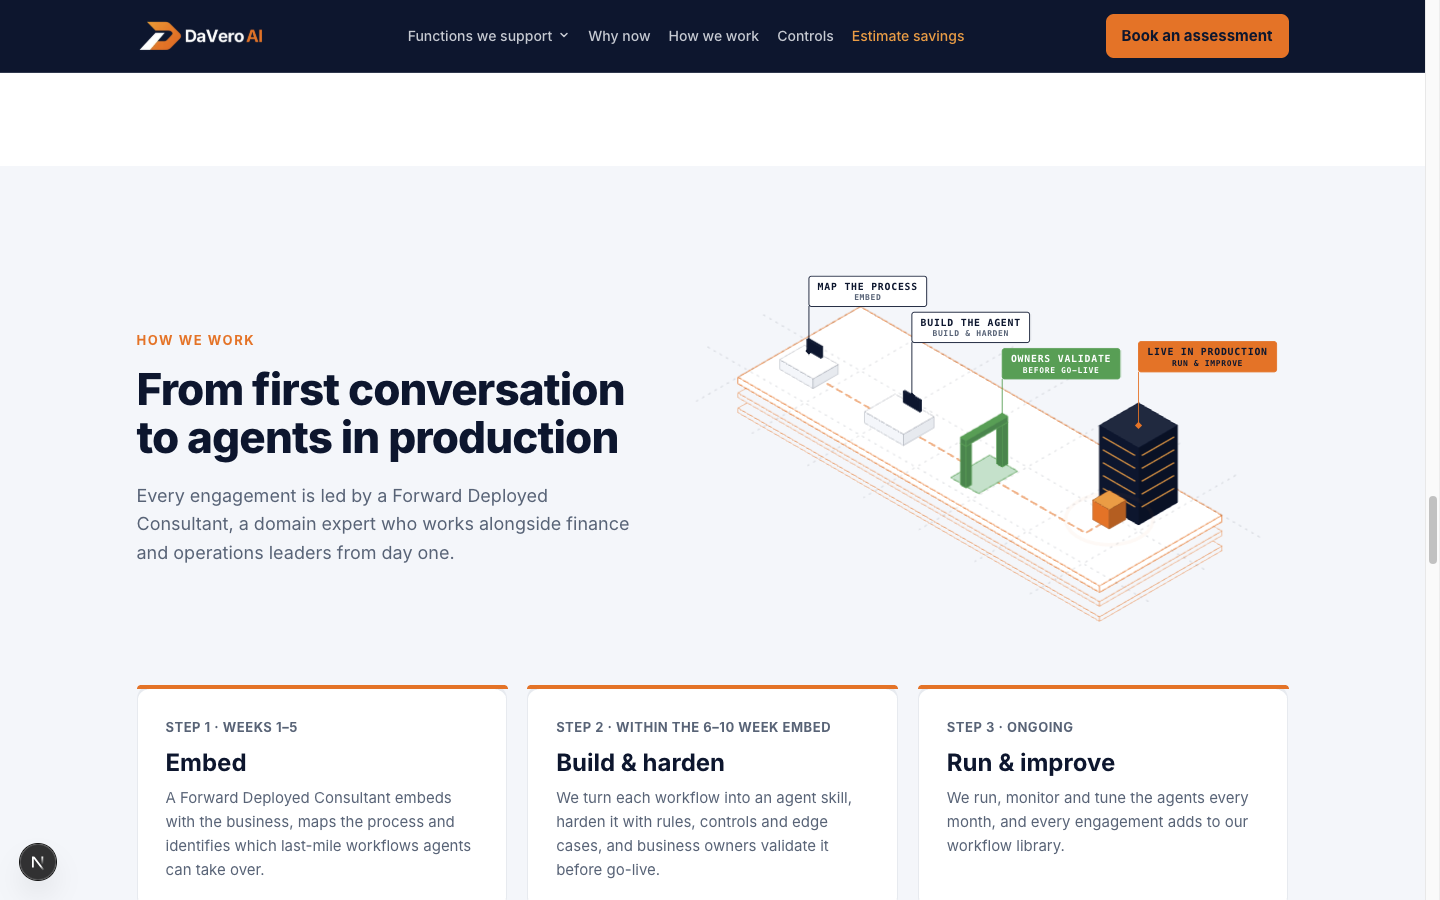 DaVero AI
Functions we support
Why now
How we work
Controls
Estimate savings
Book an assessment
HOW WE WORK
From first conversation
to agents in production
Every engagement is led by a Forward Deployed
Consultant, a domain expert who works alongside finance
and operations leaders from day one.
MAP THE PROCESS
EMBED
BUILD THE AGENT
BUILD & HARDEN
OWNERS VALIDATE
BEFORE GO-LIVE
LIVE IN PRODUCTION
RUN & IMPROVE
STEP 1 · WEEKS 1–5
Embed
A Forward Deployed Consultant embeds
with the business, maps the process and
identifies which last-mile workflows agents
can take over.
STEP 2 · WITHIN THE 6–10 WEEK EMBED
Build & harden
We turn each workflow into an agent skill,
harden it with rules, controls and edge
cases, and business owners validate it
before go-live.
STEP 3 · ONGOING
Run & improve
We run, monitor and tune the agents every
month, and every engagement adds to our
workflow library.
N